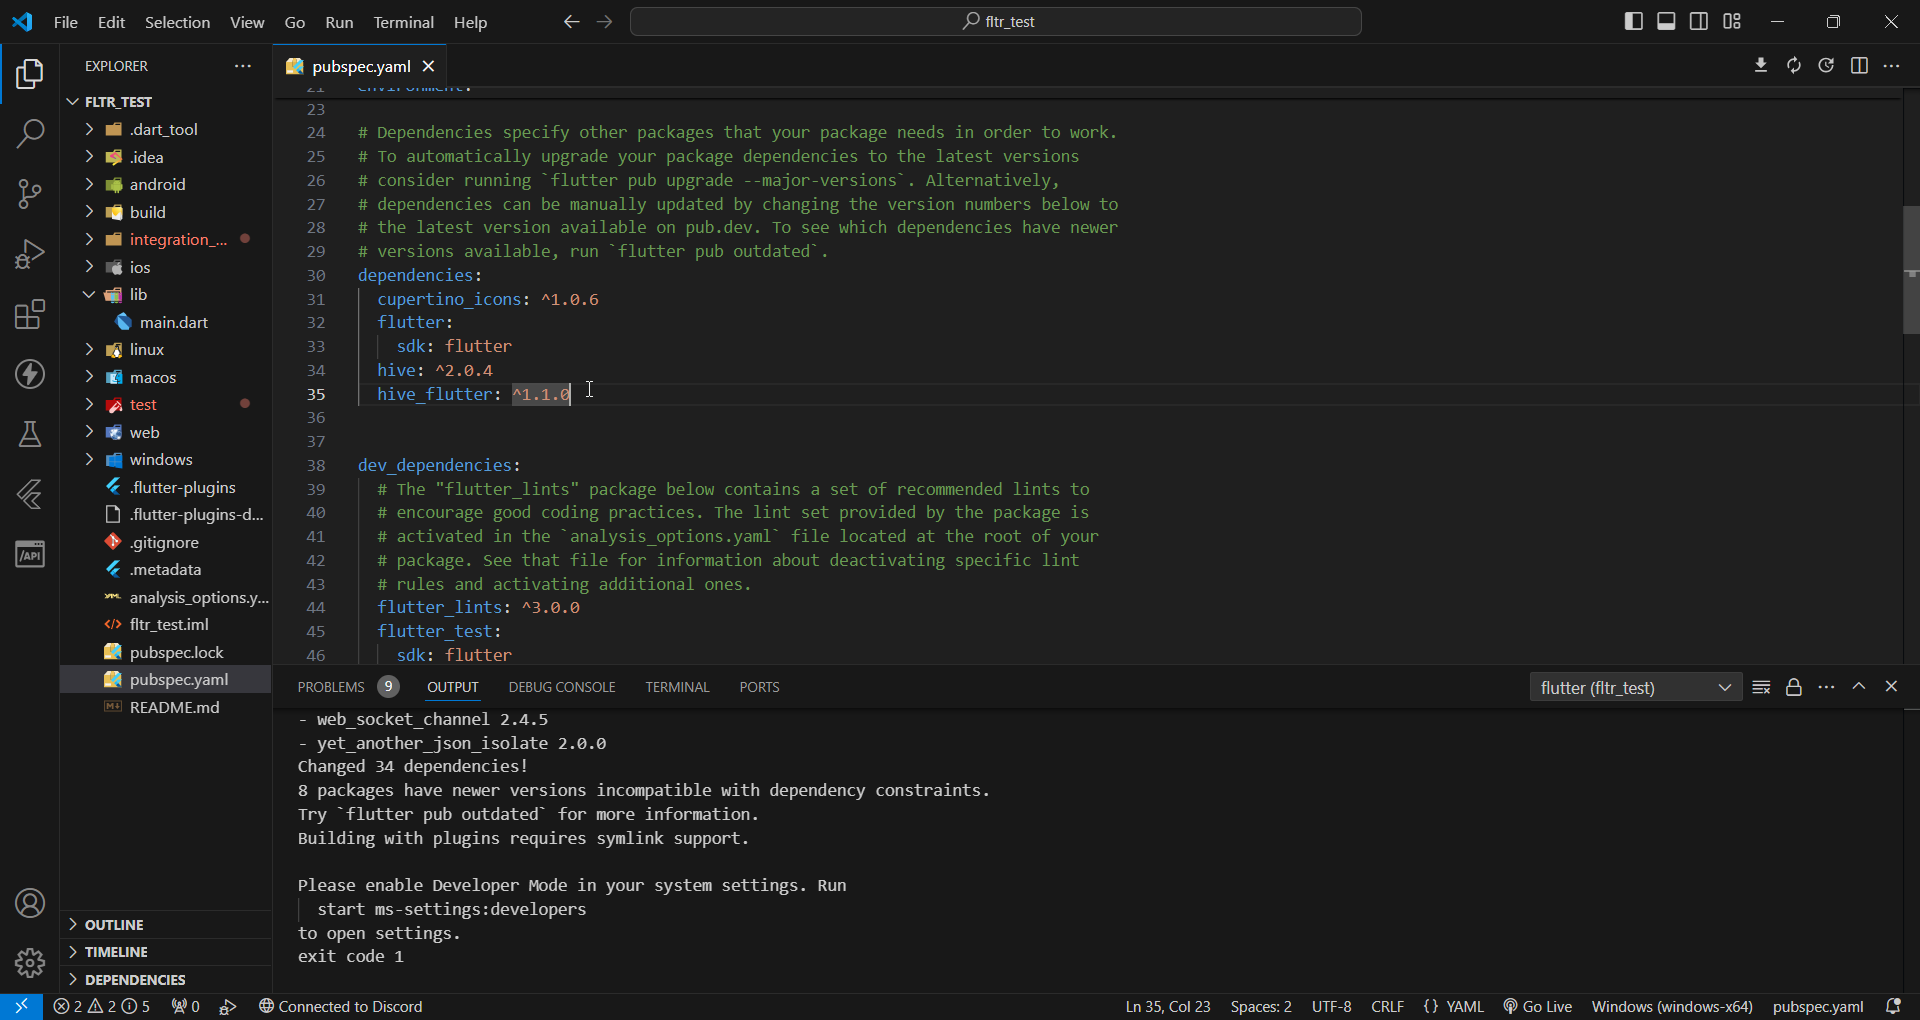 File Edit Selection View Go Run Terminal Help
fltr_test
EXPLORER
pubspec.yaml
FLTR_TEST
.dart_tool
.idea
android
build
integration_...
ios
lib
main.dart
linux
macos
test
web
windows
.flutter-plugins
.flutter-plugins-d...
.gitignore
.metadata
analysis_options.y...
fltr_test.iml
pubspec.lock
pubspec.yaml
README.md
OUTLINE
TIMELINE
DEPENDENCIES
21 environment:
23
24 # Dependencies specify other packages that your package needs in order to work.
25 # To automatically upgrade your package dependencies to the latest versions
26 # consider running `flutter pub upgrade --major-versions`. Alternatively,
27 # dependencies can be manually updated by changing the version numbers below to
28 # the latest version available on pub.dev. To see which dependencies have newer
29 # versions available, run `flutter pub outdated`.
30 dependencies:
31 cupertino_icons: ^1.0.6
32 flutter:
33 sdk: flutter
34 hive: ^2.0.4
35 hive_flutter: ^1.1.0
36
37
38 dev_dependencies:
39 # The "flutter_lints" package below contains a set of recommended lints to
40 # encourage good coding practices. The lint set provided by the package is
41 # activated in the `analysis_options.yaml` file located at the root of your
42 # package. See that file for information about deactivating specific lint
43 # rules and activating additional ones.
44 flutter_lints: ^3.0.0
45 flutter_test:
46 sdk: flutter
PROBLEMS 9 OUTPUT DEBUG CONSOLE TERMINAL PORTS
flutter (fltr_test)
- web_socket_channel 2.4.5
- yet_another_json_isolate 2.0.0
Changed 34 dependencies!
8 packages have newer versions incompatible with dependency constraints.
Try `flutter pub outdated` for more information.
Building with plugins requires symlink support.
Please enable Developer Mode in your system settings. Run
start ms-settings:developers
to open settings.
exit code 1
2 2 5 0 Connected to Discord
Ln 35, Col 23 Spaces: 2 UTF-8 CRLF {} YAML Go Live Windows (windows-x64) pubspec.yaml